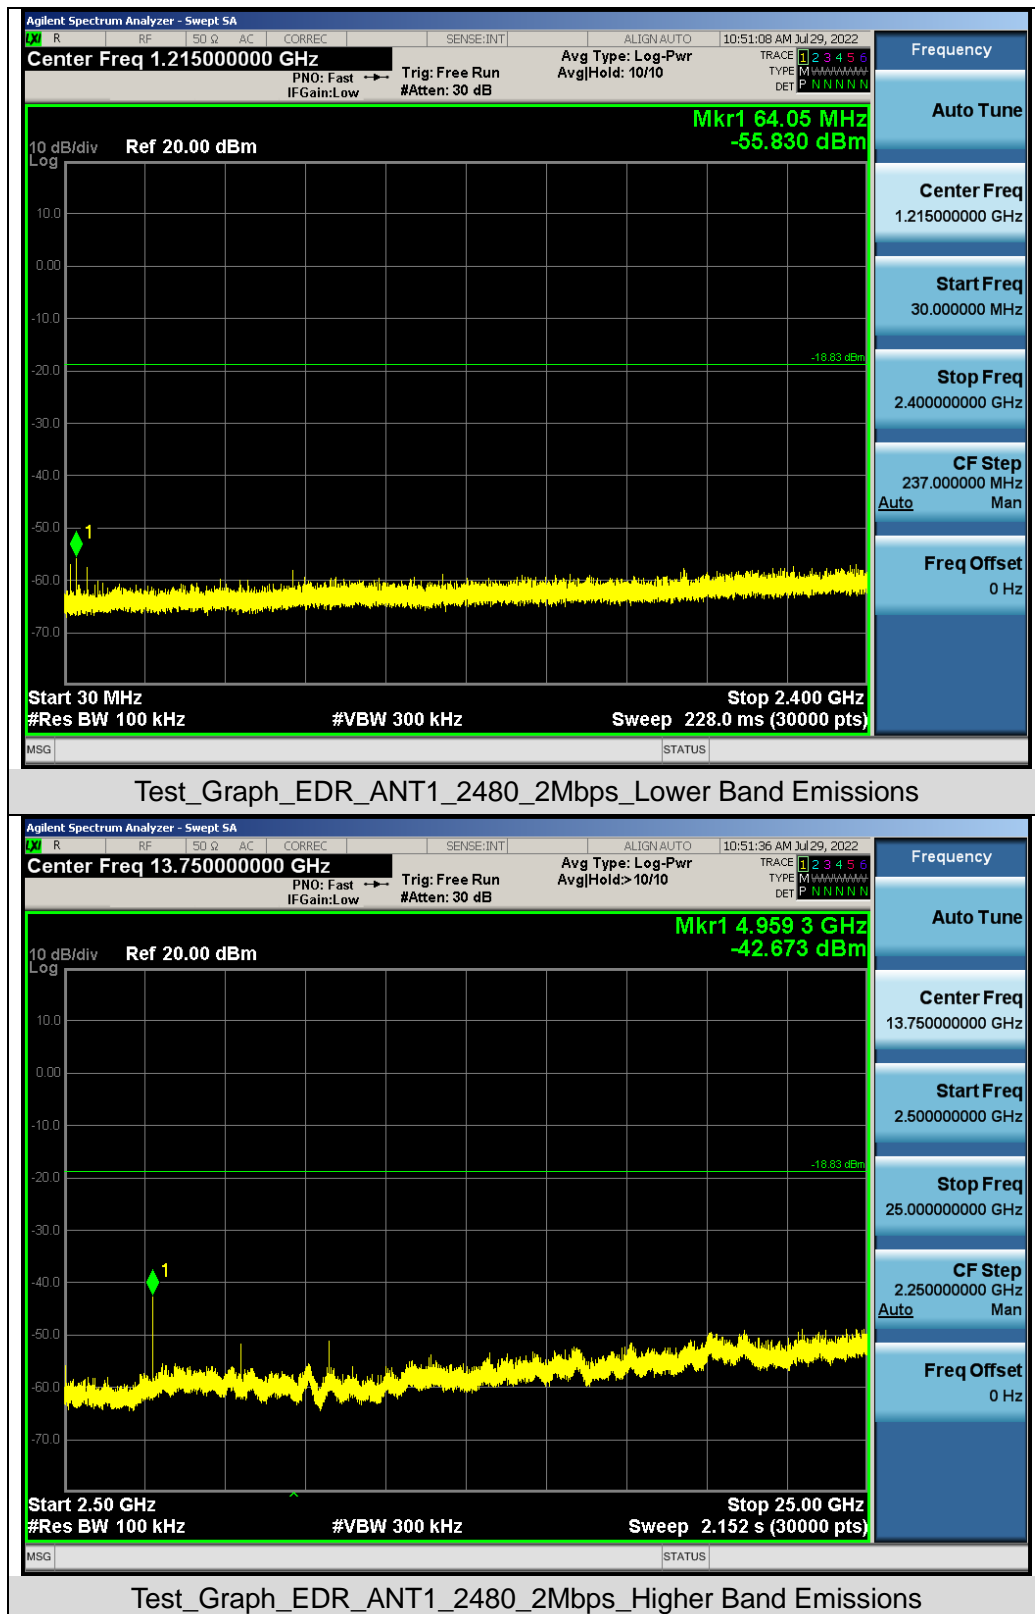 Agilent Spectrum Analyzer - Swept SA
LXI R RF 50 Ω AC CORREC SENSE:INT ALIGN AUTO 10:51:08 AM Jul 29, 2022
Center Freq 1.215000000 GHz
PNO: Fast
IFGain:Low
Trig: Free Run
#Atten: 30 dB
Avg Type: Log-Pwr
Avg|Hold: 10/10
TRACE 1 2 3 4 5 6
TYPE M WWWWW
DET P N N N N N
Mkr1 64.05 MHz
-55.830 dBm
10 dB/div Ref 20.00 dBm
Log
10.0
0.00
-10.0
-18.83 dBm
-20.0
-30.0
-40.0
-50.0
1
-60.0
-70.0
Start 30 MHz Stop 2.400 GHz
#Res BW 100 kHz #VBW 300 kHz Sweep 228.0 ms (30000 pts)
MSG STATUS
Frequency
Auto Tune
Center Freq
1.215000000 GHz
Start Freq
30.000000 MHz
Stop Freq
2.400000000 GHz
CF Step
237.000000 MHz
Auto Man
Freq Offset
0 Hz
Test_Graph_EDR_ANT1_2480_2Mbps_Lower Band Emissions
Agilent Spectrum Analyzer - Swept SA
LXI R RF 50 Ω AC CORREC SENSE:INT ALIGN AUTO 10:51:36 AM Jul 29, 2022
Center Freq 13.750000000 GHz
PNO: Fast
IFGain:Low
Trig: Free Run
#Atten: 30 dB
Avg Type: Log-Pwr
Avg|Hold:> 10/10
TRACE 1 2 3 4 5 6
TYPE M WWWWW
DET P N N N N N
Mkr1 4.959 3 GHz
-42.673 dBm
10 dB/div Ref 20.00 dBm
Log
10.0
0.00
-10.0
-18.83 dBm
-20.0
-30.0
-40.0
1
-50.0
-60.0
-70.0
Start 2.50 GHz Stop 25.00 GHz
#Res BW 100 kHz #VBW 300 kHz Sweep 2.152 s (30000 pts)
MSG STATUS
Frequency
Auto Tune
Center Freq
13.750000000 GHz
Start Freq
2.500000000 GHz
Stop Freq
25.000000000 GHz
CF Step
2.250000000 GHz
Auto Man
Freq Offset
0 Hz
Test_Graph_EDR_ANT1_2480_2Mbps_Higher Band Emissions